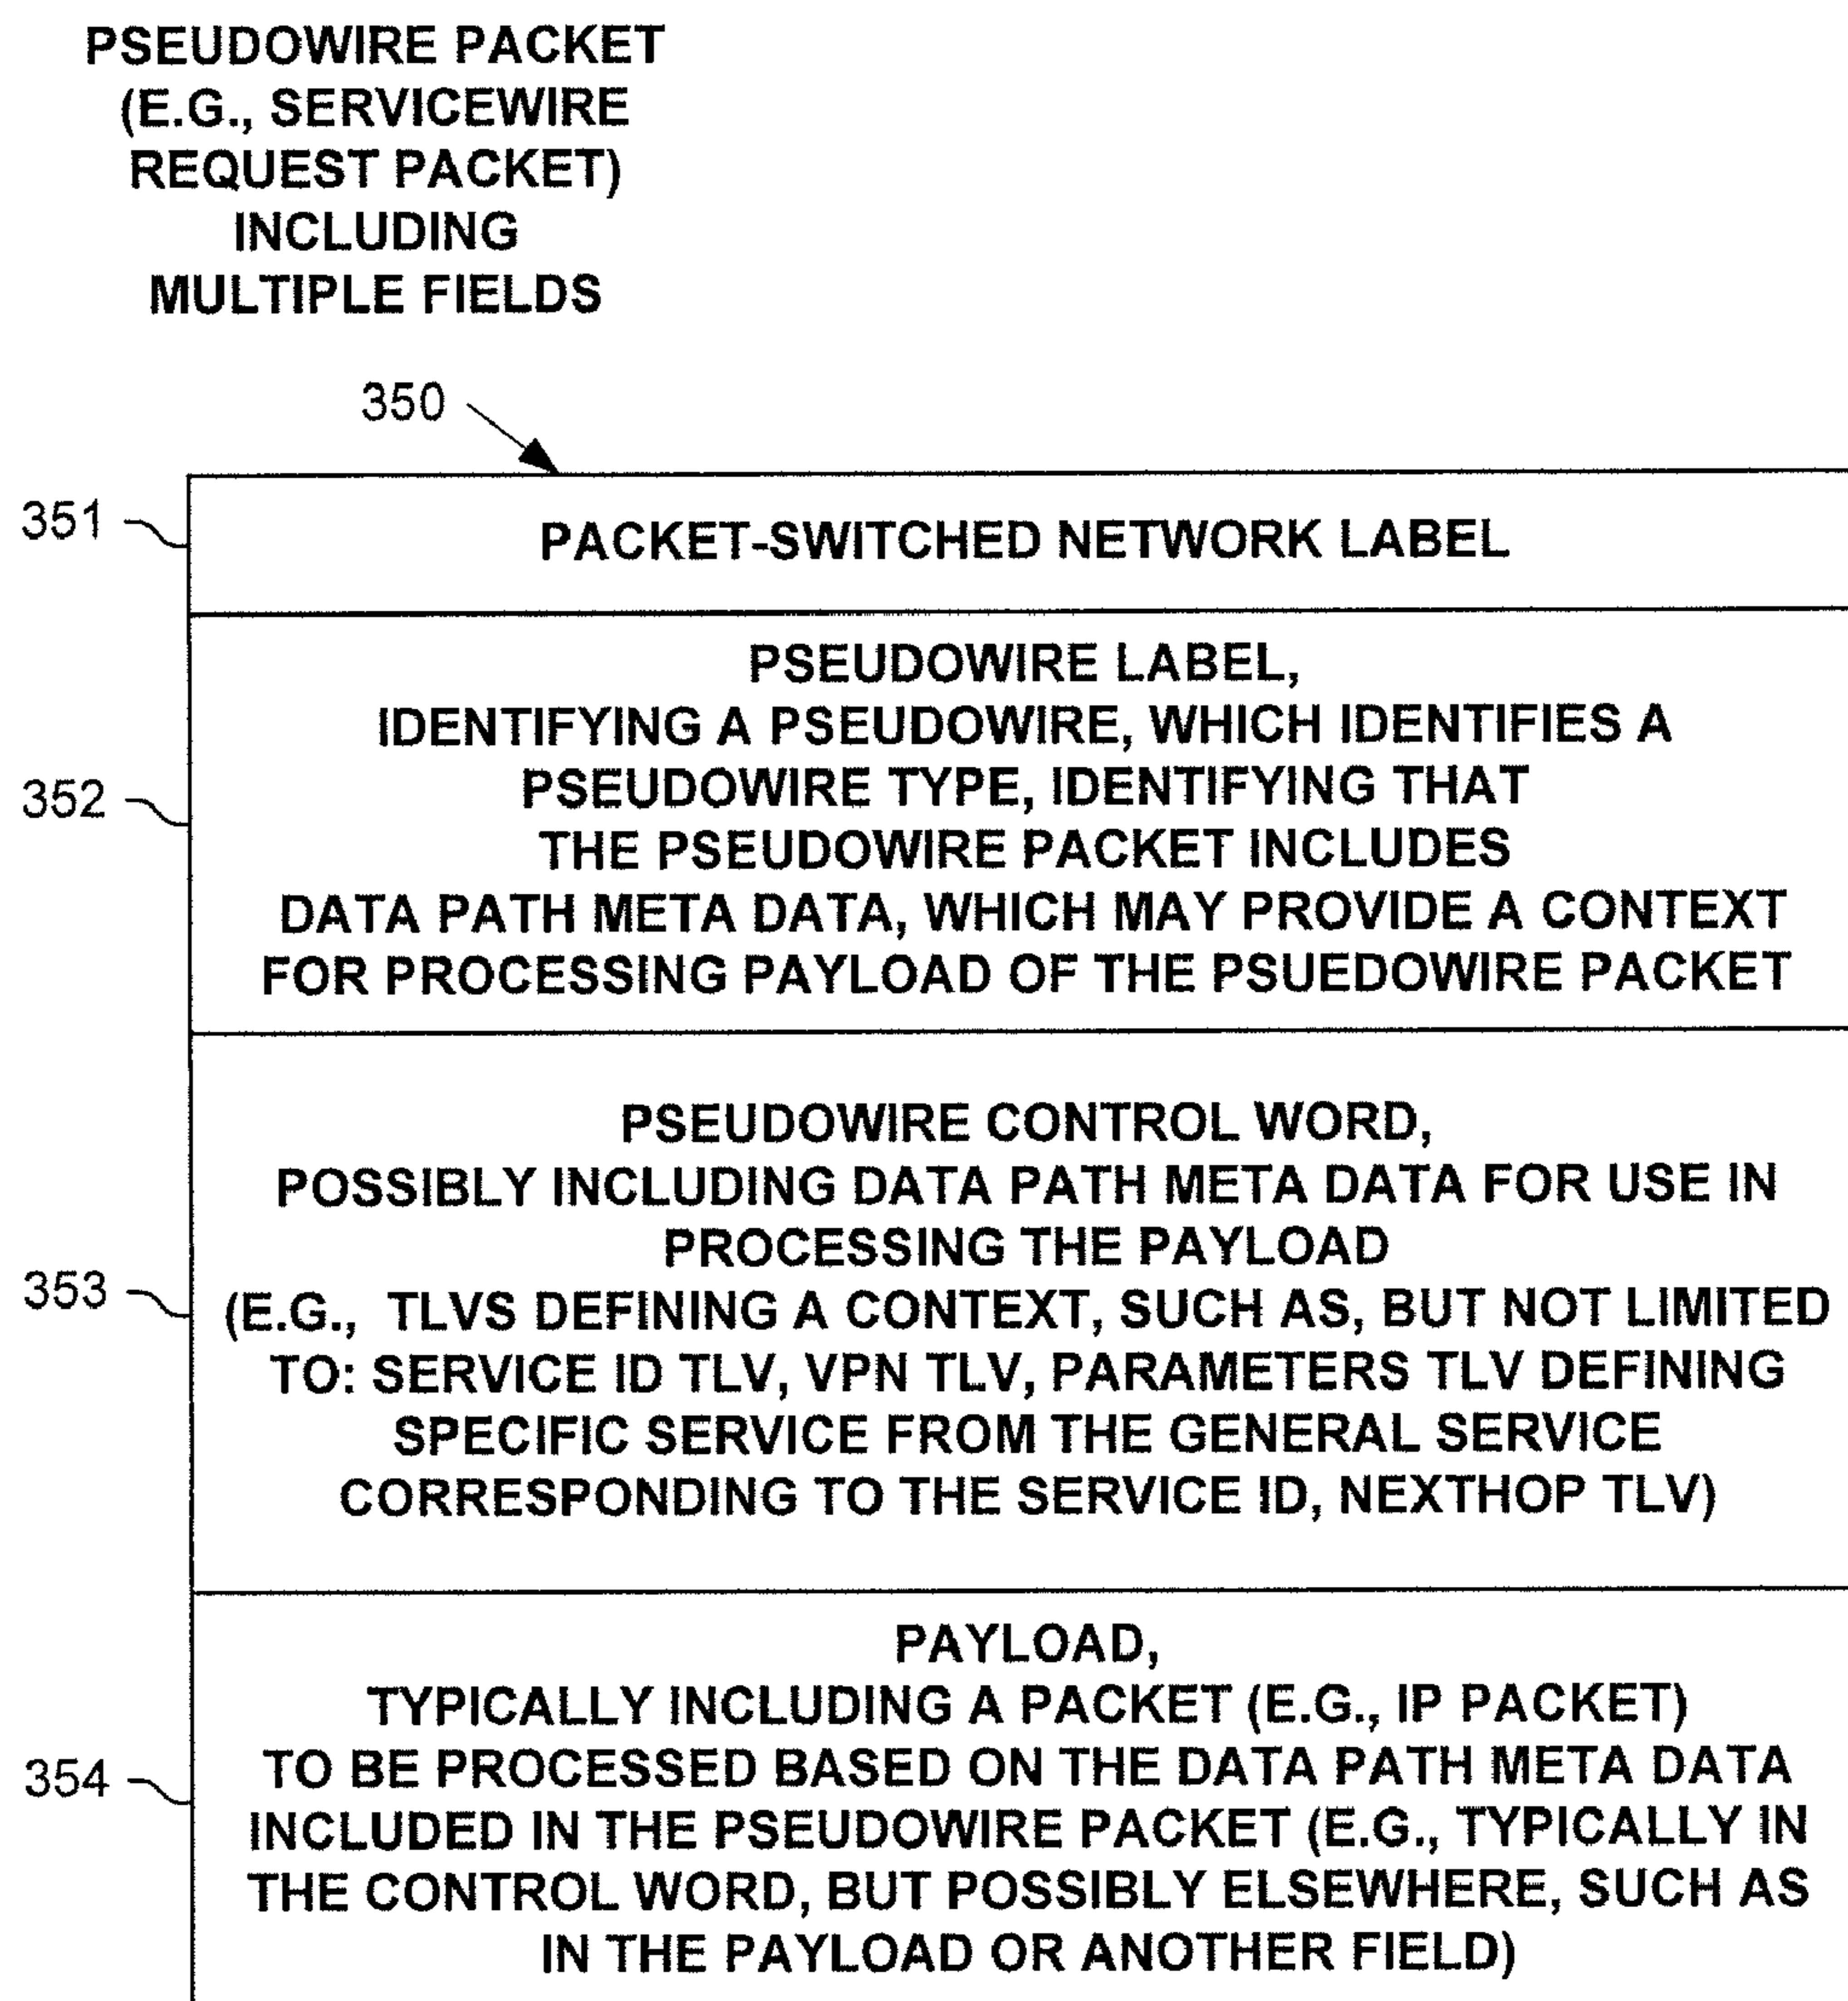 PSEUDOWIRE PACKET
(E.G., SERVICEWIRE
REQUEST PACKET)
INCLUDING
MULTIPLE FIELDS
350
351
PACKET-SWITCHED NETWORK LABEL
352
PSEUDOWIRE LABEL,
IDENTIFYING A PSEUDOWIRE, WHICH IDENTIFIES A
PSEUDOWIRE TYPE, IDENTIFYING THAT
THE PSEUDOWIRE PACKET INCLUDES
DATA PATH META DATA, WHICH MAY PROVIDE A CONTEXT
FOR PROCESSING PAYLOAD OF THE PSUEDOWIRE PACKET
353
PSEUDOWIRE CONTROL WORD,
POSSIBLY INCLUDING DATA PATH META DATA FOR USE IN
PROCESSING THE PAYLOAD
(E.G., TLVS DEFINING A CONTEXT, SUCH AS, BUT NOT LIMITED
TO: SERVICE ID TLV, VPN TLV, PARAMETERS TLV DEFINING
SPECIFIC SERVICE FROM THE GENERAL SERVICE
CORRESPONDING TO THE SERVICE ID, NEXTHOP TLV)
354
PAYLOAD,
TYPICALLY INCLUDING A PACKET (E.G., IP PACKET)
TO BE PROCESSED BASED ON THE DATA PATH META DATA
INCLUDED IN THE PSEUDOWIRE PACKET (E.G., TYPICALLY IN
THE CONTROL WORD, BUT POSSIBLY ELSEWHERE, SUCH AS
IN THE PAYLOAD OR ANOTHER FIELD)